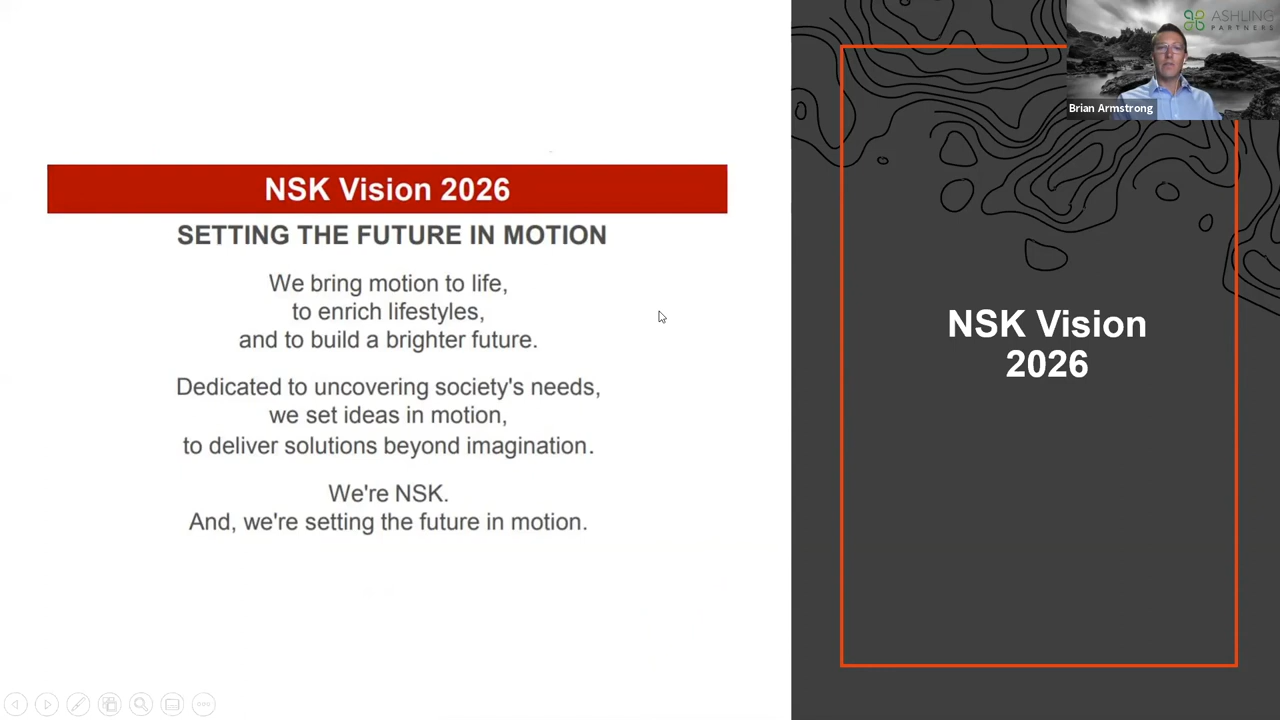 NSK Vision 2026
SETTING THE FUTURE IN MOTION
We bring motion to life,
to enrich lifestyles,
and to build a brighter future.
Dedicated to uncovering society's needs,
we set ideas in motion,
to deliver solutions beyond imagination.
We're NSK.
And, we're setting the future in motion.
NSK Vision
2026
ASHLING
PARTNERS
Brian Armstrong